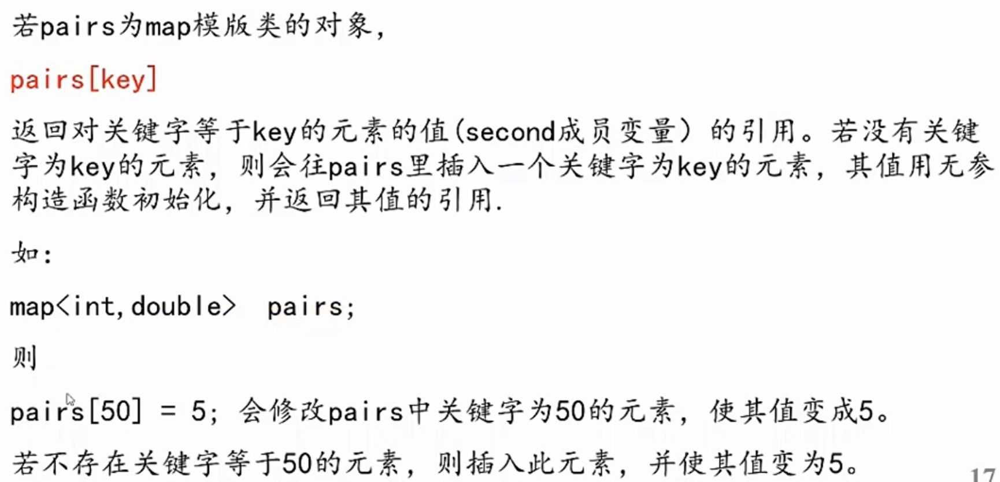 若pairs为map模版类的对象，
pairs[key]
返回对关键字等于key的元素的值(second成员变量）的引用。若没有关键
字为key的元素，则会往pairs里插入一个关键字为key的元素，其值用无参
构造函数初始化，并返回其值的引用.
如：
map<int,double>  pairs;
则
pairs[50] = 5; 会修改pairs中关键字为50的元素，使其值变成5。
若不存在关键字等于50的元素，则插入此元素，并使其值变为5。
17